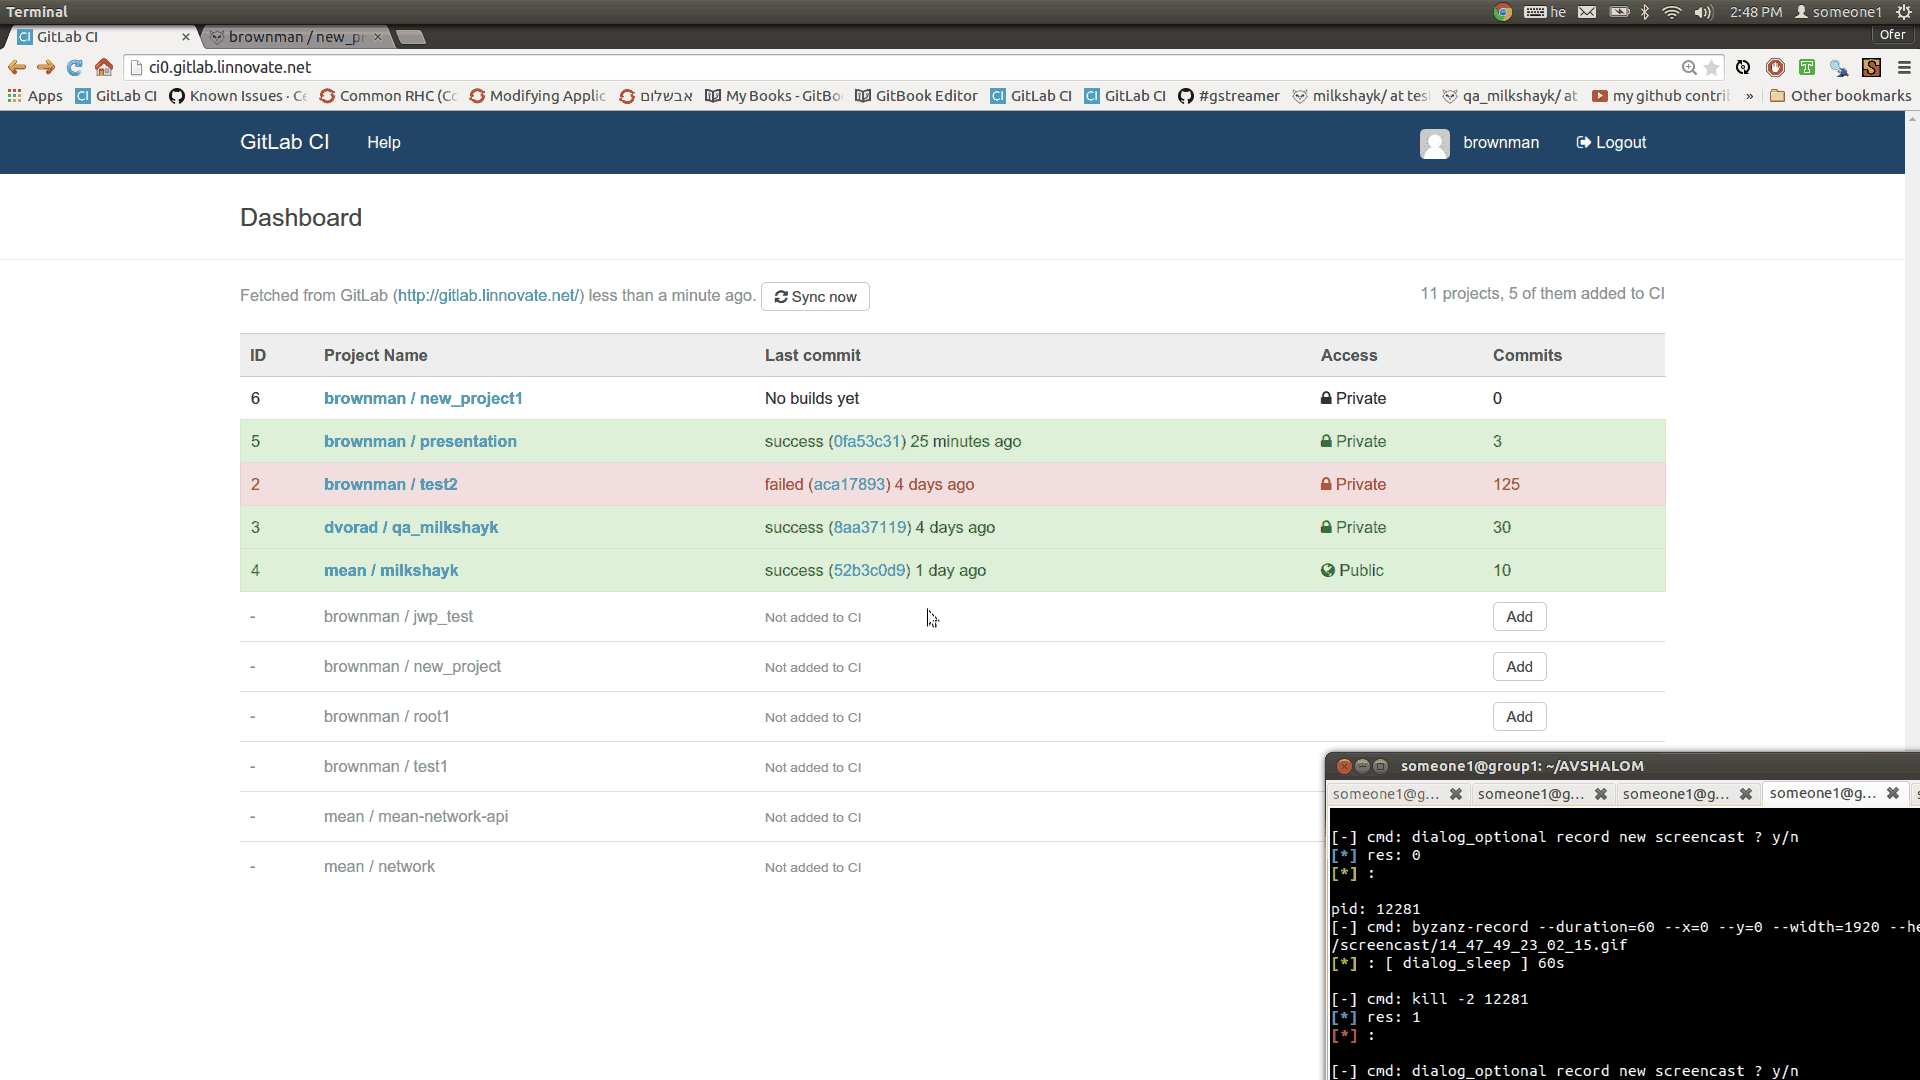 Terminal
he 2:48 PM someone1
GitLab CI
brownman / new_pr
Ofer
ci0.gitlab.linnovate.net
Apps GitLab CI Known Issues - Ce Common RHC (Co Modifying Applic אבשלום My Books - GitBo GitBook Editor GitLab CI GitLab CI #gstreamer milkshayk/ at tes qa_milkshayk/ at my github contri » Other bookmarks
GitLab CI Help brownman Logout
Dashboard
Fetched from GitLab (http://gitlab.linnovate.net/) less than a minute ago. Sync now 11 projects, 5 of them added to CI
ID Project Name Last commit Access Commits
6 brownman / new_project1 No builds yet Private 0
5 brownman / presentation success (0fa53c31) 25 minutes ago Private 3
2 brownman / test2 failed (aca17893) 4 days ago Private 125
3 dvorad / qa_milkshayk success (8aa37119) 4 days ago Private 30
4 mean / milkshayk success (52b3c0d9) 1 day ago Public 10
- brownman / jwp_test Not added to CI Add
- brownman / new_project Not added to CI Add
- brownman / root1 Not added to CI Add
- brownman / test1 Not added to CI
- mean / mean-network-api Not added to CI
- mean / network Not added to CI
someone1@group1: ~/AVSHALOM
someone1@g... someone1@g... someone1@g... someone1@g...
[-] cmd: dialog_optional record new screencast ? y/n
[*] res: 0
[*] :
pid: 12281
[-] cmd: byzanz-record --duration=60 --x=0 --y=0 --width=1920 --he
/screencast/14_47_49_23_02_15.gif
[*] : [ dialog_sleep ] 60s
[-] cmd: kill -2 12281
[*] res: 1
[*] :
[-] cmd: dialog_optional record new screencast ? y/n